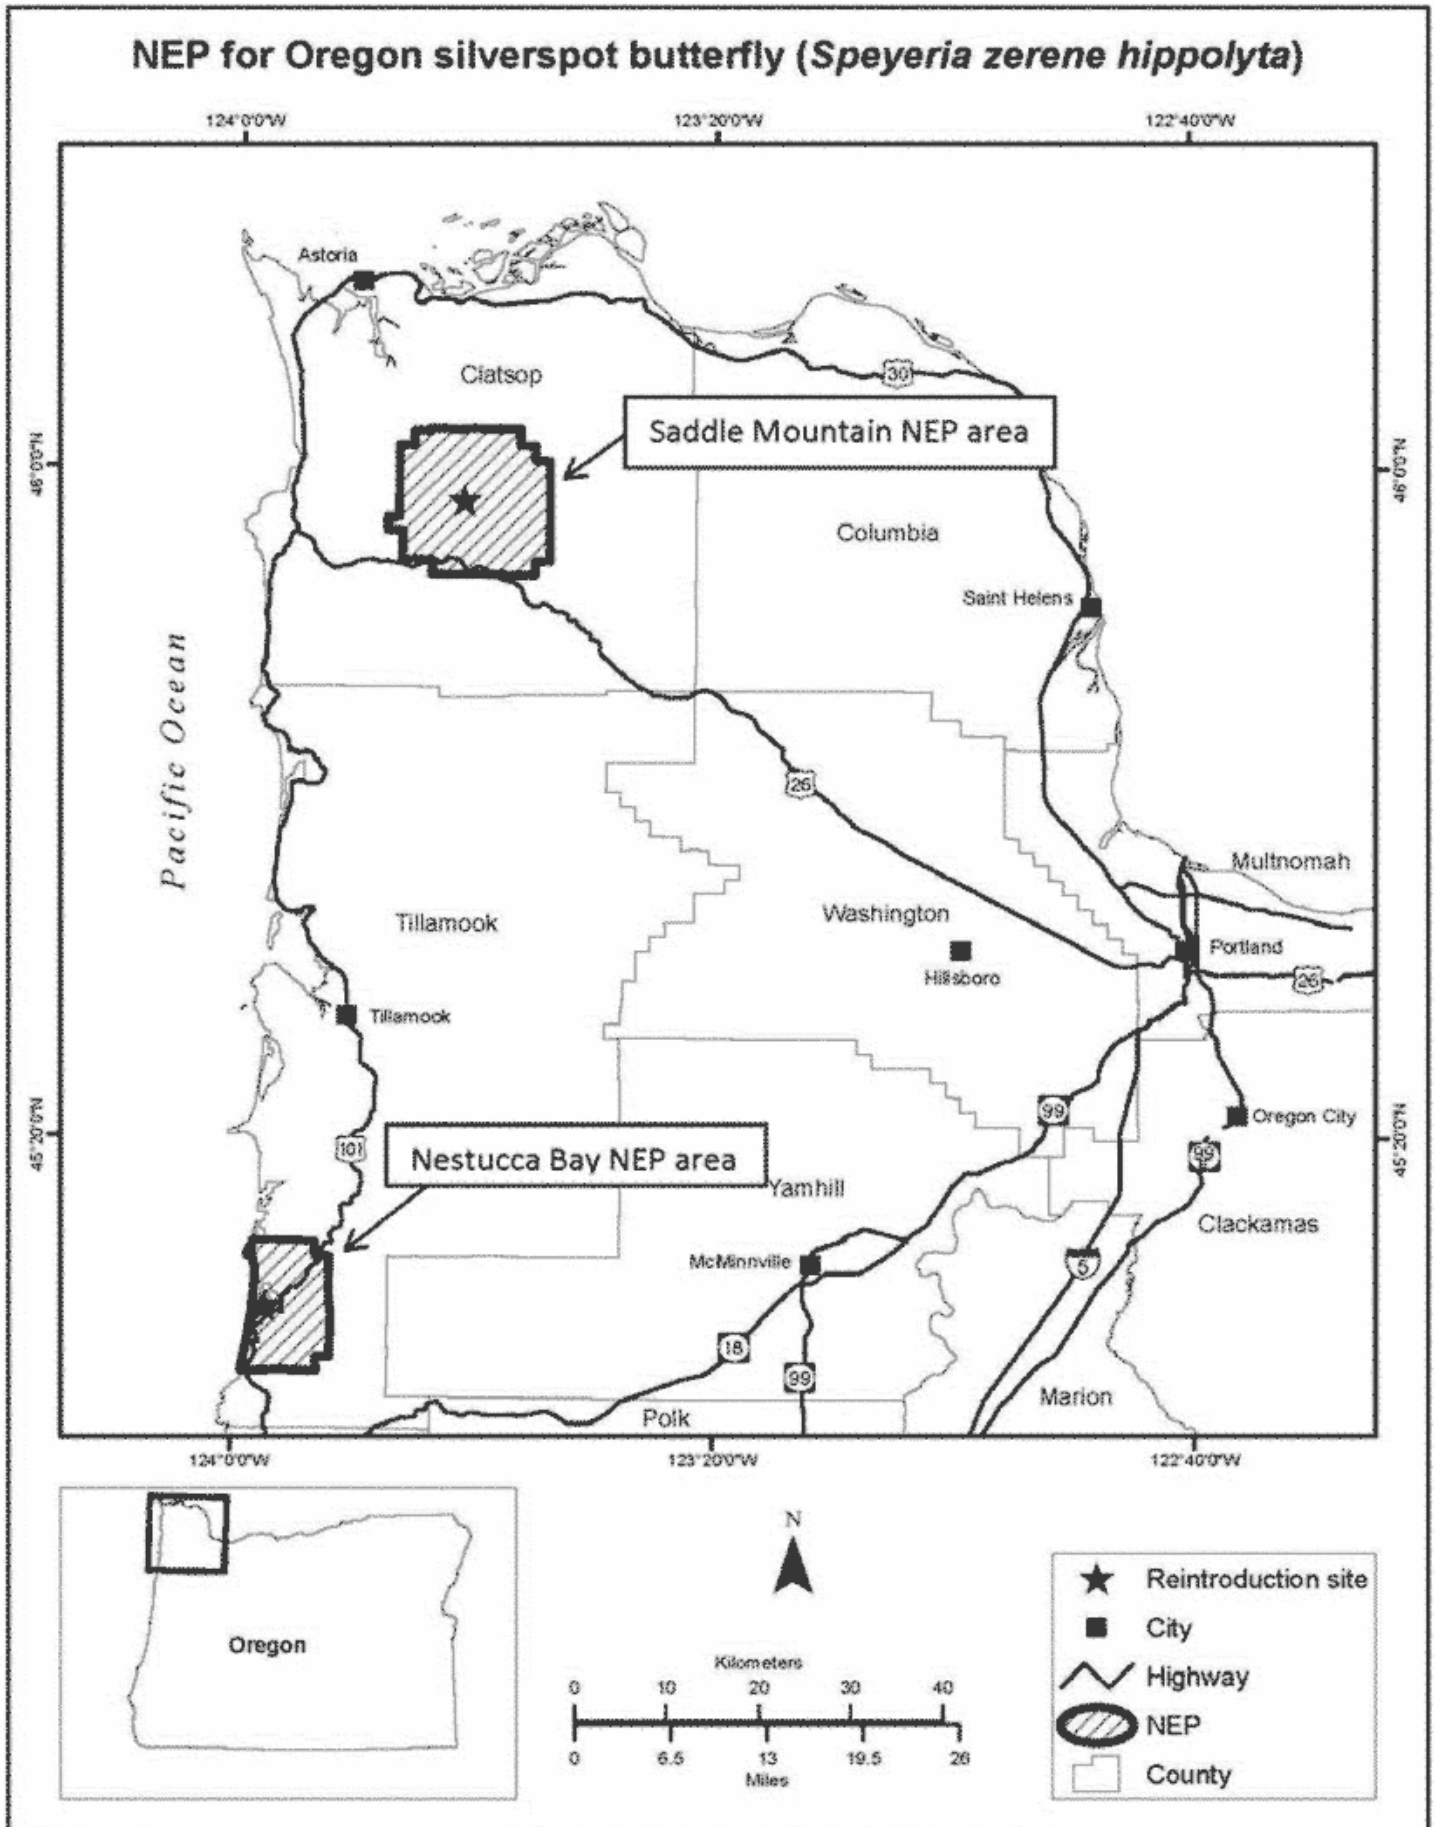 NEP for Oregon silverspot butterfly (Speyeria zerene hippolyta)
124°0'0"W
123°20'0"W
122°40'0"W
Astoria
Clatsop
30
Saddle Mountain NEP area
46°0'0"N
46°0'0"N
Columbia
Saint Helens
Pacific Ocean
26
Multnomah
Tillamook
Washington
Portland
Hillsboro
26
Tillamook
99
Oregon City
45°20'0"N
45°20'0"N
101
Nestucca Bay NEP area
99
Yamhill
Clackamas
McMinnville
5
18
99
Marion
Polk
124°0'0"W
123°20'0"W
122°40'0"W
Oregon
N
Kilometers
0 10 20 30 40
0 6.5 13 19.5 26
Miles
Reintroduction site
City
Highway
NEP
County